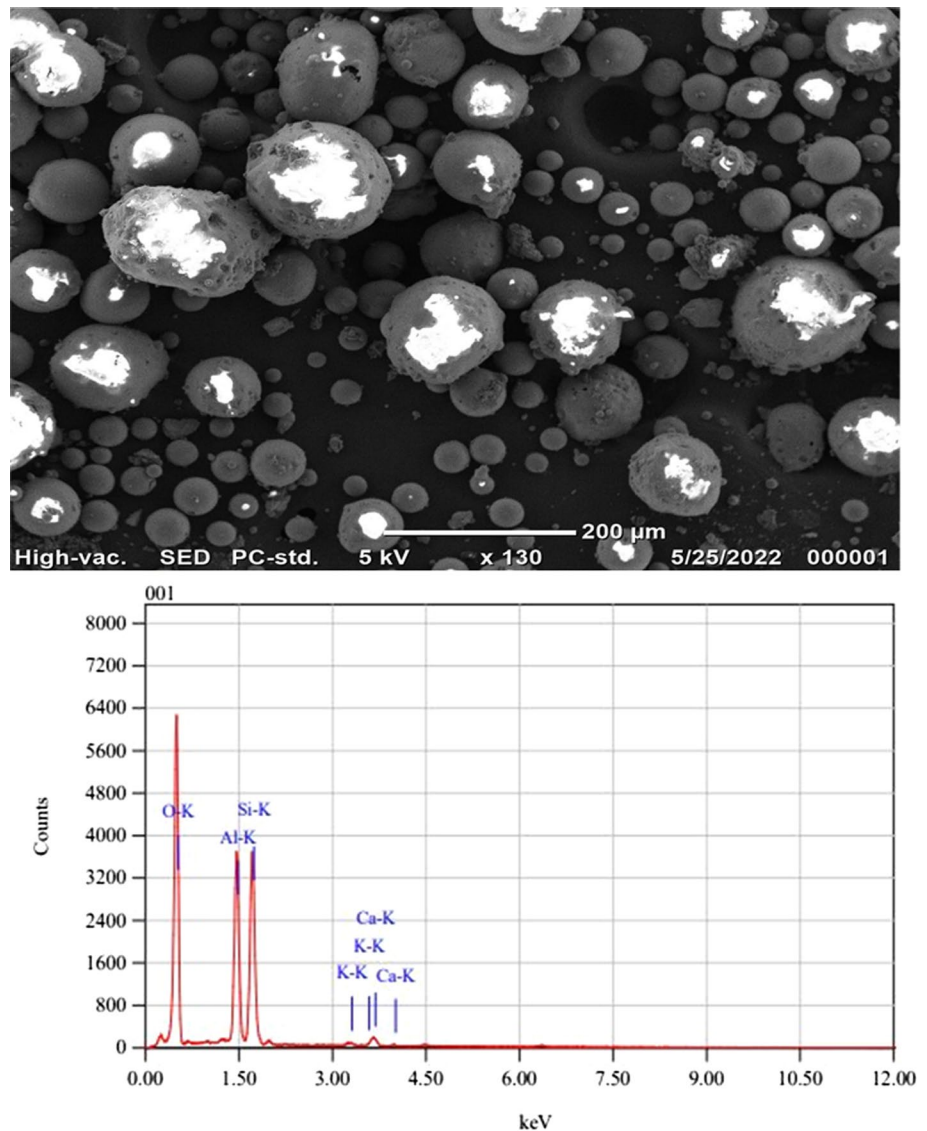 200 µm
High-vac. SED PC-std. 5 kV x 130 5/25/2022 000001
001
8000
7200
6400
5600
4800
4000
3200
2400
1600
800
0
Counts
O-K
Si-K
Al-K
Ca-K
K-K
K-K Ca-K
0.00 1.50 3.00 4.50 6.00 7.50 9.00 10.50 12.00
keV